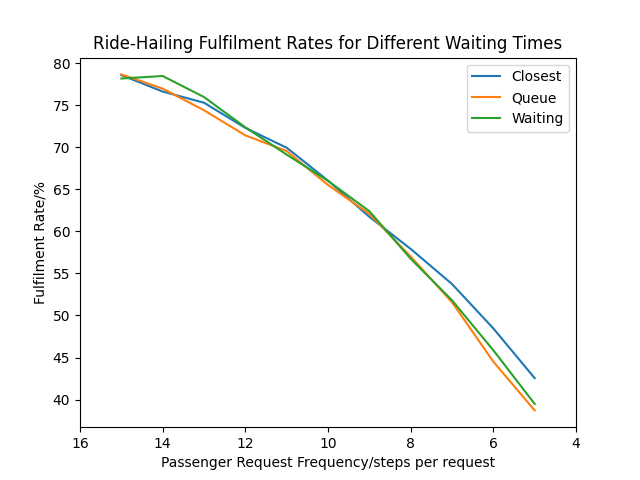 Ride-Hailing Fulfilment Rates for Different Waiting Times
Closest
Queue
Waiting
Fulfilment Rate/%
80
75
70
65
60
55
50
45
40
16 14 12 10 8 6 4
Passenger Request Frequency/steps per request